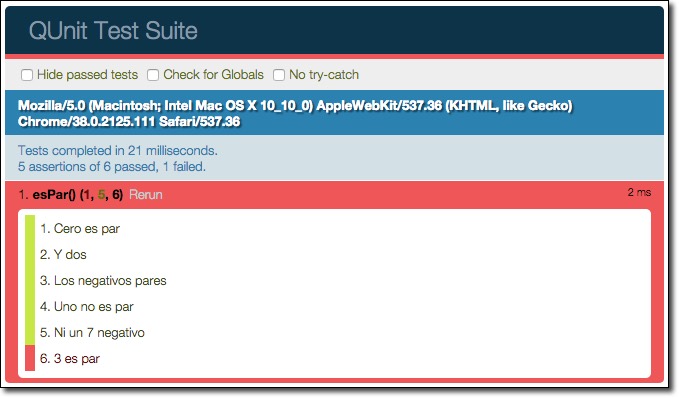 QUnit Test Suite
Hide passed tests Check for Globals No try-catch
Mozilla/5.0 (Macintosh; Intel Mac OS X 10_10_0) AppleWebKit/537.36 (KHTML, like Gecko)
Chrome/38.0.2125.111 Safari/537.36
Tests completed in 21 milliseconds.
5 assertions of 6 passed, 1 failed.
1. esPar() (1, 5, 6) Rerun 2 ms
1. Cero es par
2. Y dos
3. Los negativos pares
4. Uno no es par
5. Ni un 7 negativo
6. 3 es par